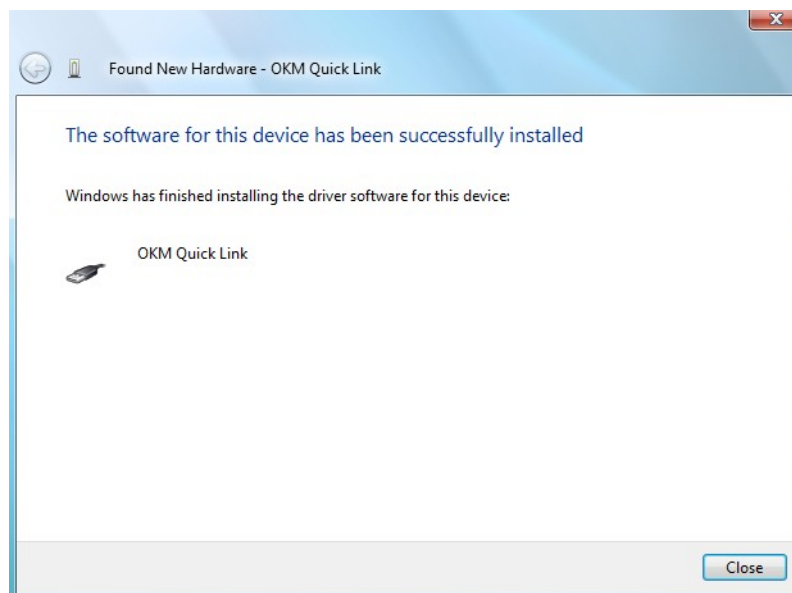 Found New Hardware - OKM Quick Link
The software for this device has been successfully installed
Windows has finished installing the driver software for this device:
OKM Quick Link
Close